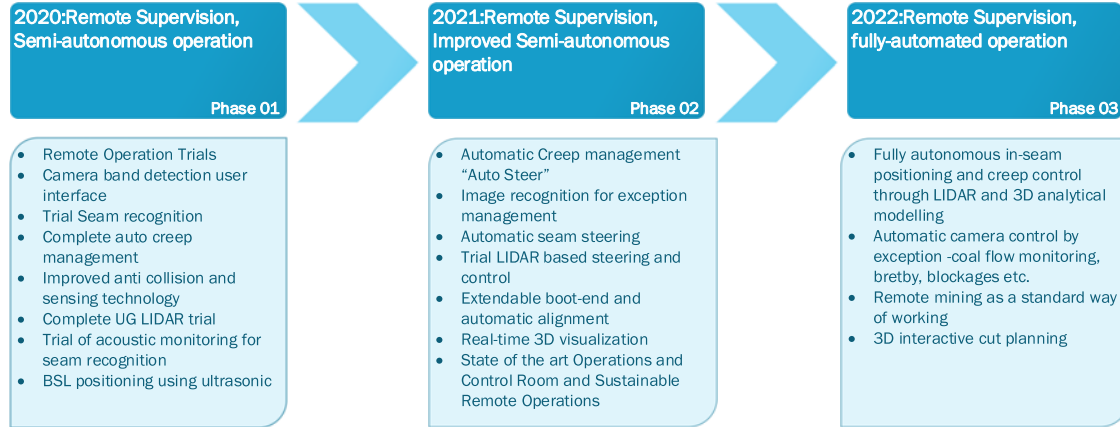 2020:Remote Supervision,
Semi-autonomous operation
Phase 01
2021:Remote Supervision,
Improved Semi-autonomous
operation
Phase 02
2022:Remote Supervision,
fully-automated operation
Phase 03
• Remote Operation Trials
• Camera band detection user
interface
• Trial Seam recognition
• Complete auto creep
management
• Improved anti collision and
sensing technology
• Complete UG LIDAR trial
• Trial of acoustic monitoring for
seam recognition
• BSL positioning using ultrasonic
• Automatic Creep management
“Auto Steer”
• Image recognition for exception
management
• Automatic seam steering
• Trial LIDAR based steering and
control
• Extendable boot-end and
automatic alignment
• Real-time 3D visualization
• State of the art Operations and
Control Room and Sustainable
Remote Operations
• Fully autonomous in-seam
positioning and creep control
through LIDAR and 3D analytical
modelling
• Automatic camera control by
exception -coal flow monitoring,
bretby, blockages etc.
• Remote mining as a standard way
of working
• 3D interactive cut planning